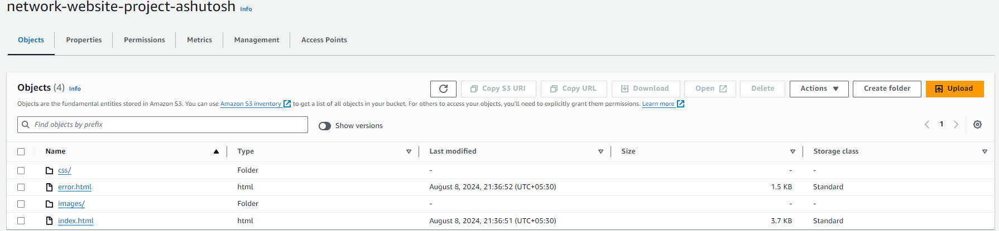 network-website-project-ashutosh Info
Objects Properties Permissions Metrics Management Access Points
Objects (4) Info
Copy S3 URI Copy URL Download Open Delete Actions Create folder Upload
Objects are the fundamental entities stored in Amazon S3. You can use Amazon S3 inventory to get a list of all objects in your bucket. For others to access your objects, you'll need to explicitly grant them permissions. Learn more
Find objects by prefix Show versions 1
Name Type Last modified Size Storage class
css/ Folder - - -
error.html html August 8, 2024, 21:36:52 (UTC+05:30) 1.5 KB Standard
images/ Folder - - -
index.html html August 8, 2024, 21:36:51 (UTC+05:30) 3.7 KB Standard